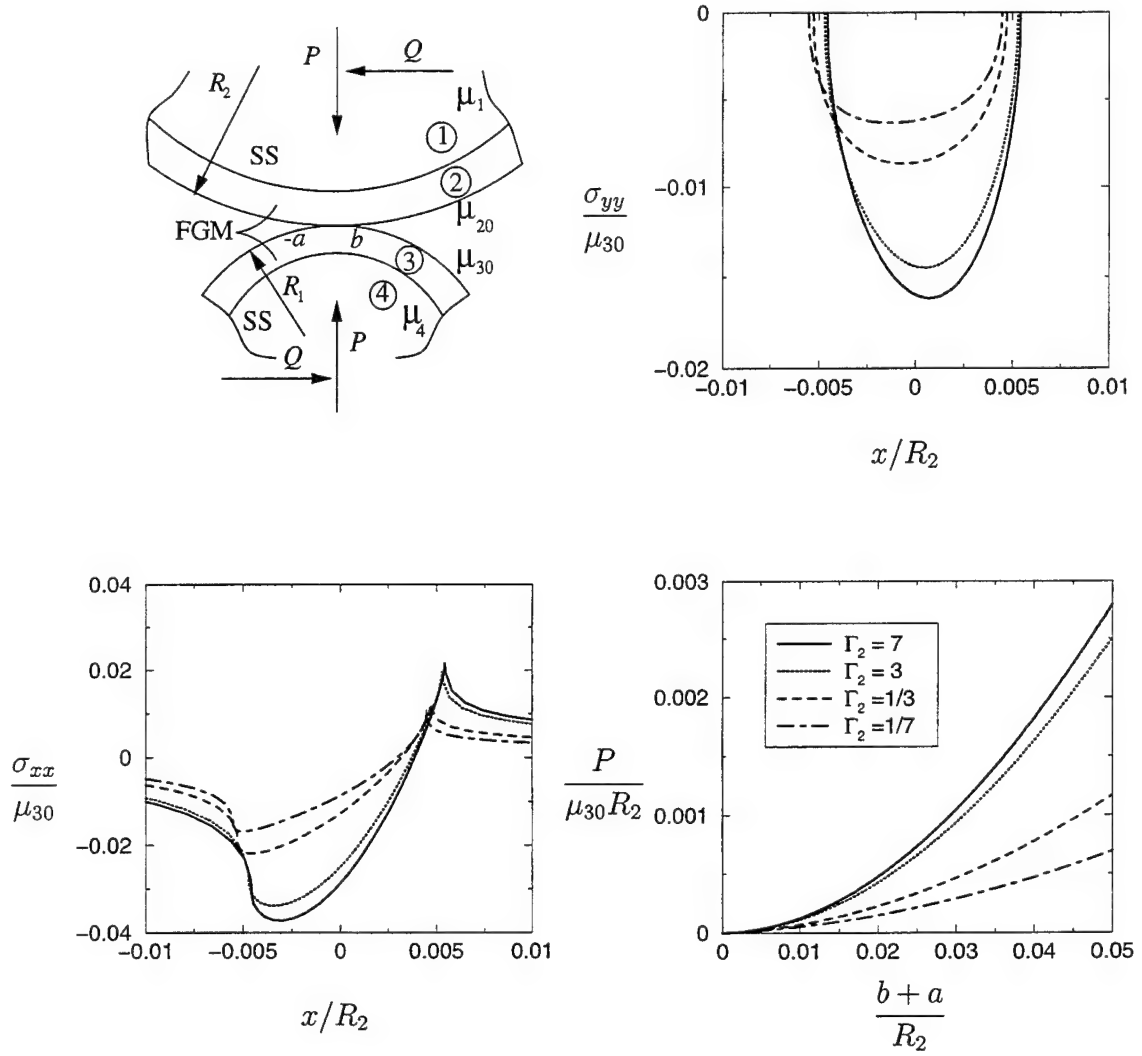 P
Q
R₂
μ₁
SS
①
②
μ₂₀
FGM
-a
b
μ₃₀
③
R₁
④
SS
μ₄
Q
P
0
-0.01
-0.02
σ_yy / μ₃₀
-0.01
-0.005
0
0.005
0.01
x/R₂
0.04
0.02
0
-0.02
-0.04
σ_xx / μ₃₀
-0.01
-0.005
0
0.005
0.01
x/R₂
0.003
0.002
0.001
0
P / μ₃₀R₂
Γ₂ = 7
Γ₂ = 3
Γ₂ =1/3
Γ₂ =1/7
0
0.01
0.02
0.03
0.04
0.05
b + a / R₂